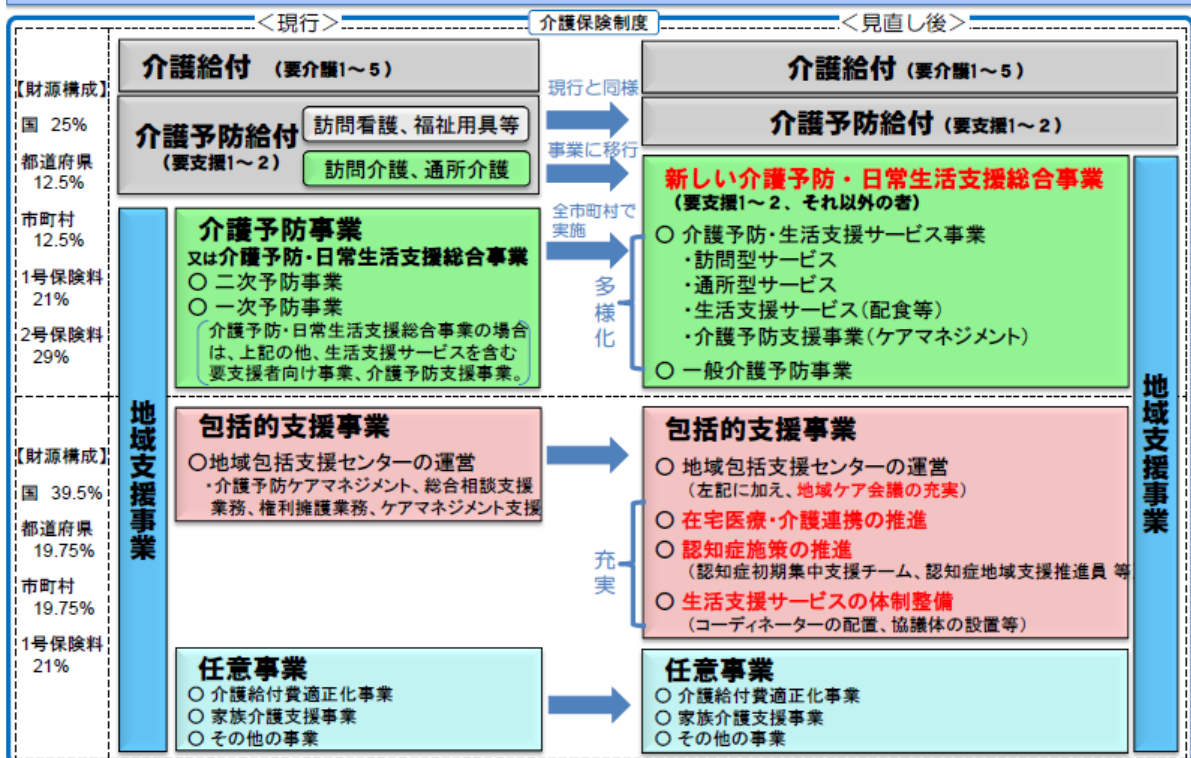 ＜現行＞
介護保険制度
＜見直し後＞
【財源構成】
国 25%
都道府県
12.5%
市町村
12.5%
1号保険料
21%
2号保険料
29%
【財源構成】
国 39.5%
都道府県
19.75%
市町村
19.75%
1号保険料
21%
介護給付 （要介護1～5）
介護予防給付
（要支援1～2）
訪問看護、福祉用具等
訪問介護、通所介護
地域支援事業
介護予防事業
又は介護予防・日常生活支援総合事業
○ 二次予防事業
○ 一次予防事業
介護予防・日常生活支援総合事業の場合
は、上記の他、生活支援サービスを含む
要支援者向け事業、介護予防支援事業。
包括的支援事業
○地域包括支援センターの運営
・介護予防ケアマネジメント、総合相談支援
業務、権利擁護業務、ケアマネジメント支援
任意事業
○ 介護給付費適正化事業
○ 家族介護支援事業
○ その他の事業
現行と同様
事業に移行
全市町村で
実施
多様化
充実
介護給付（要介護1～5）
介護予防給付（要支援1～2）
新しい介護予防・日常生活支援総合事業
（要支援1～2、それ以外の者）
○ 介護予防・生活支援サービス事業
・訪問型サービス
・通所型サービス
・生活支援サービス（配食等）
・介護予防支援事業（ケアマネジメント）
○ 一般介護予防事業
包括的支援事業
○ 地域包括支援センターの運営
（左記に加え、地域ケア会議の充実）
○ 在宅医療・介護連携の推進
○ 認知症施策の推進
（認知症初期集中支援チーム、認知症地域支援推進員 等
○ 生活支援サービスの体制整備
（コーディネーターの配置、協議体の設置等）
任意事業
○ 介護給付費適正化事業
○ 家族介護支援事業
○ その他の事業
地域支援事業